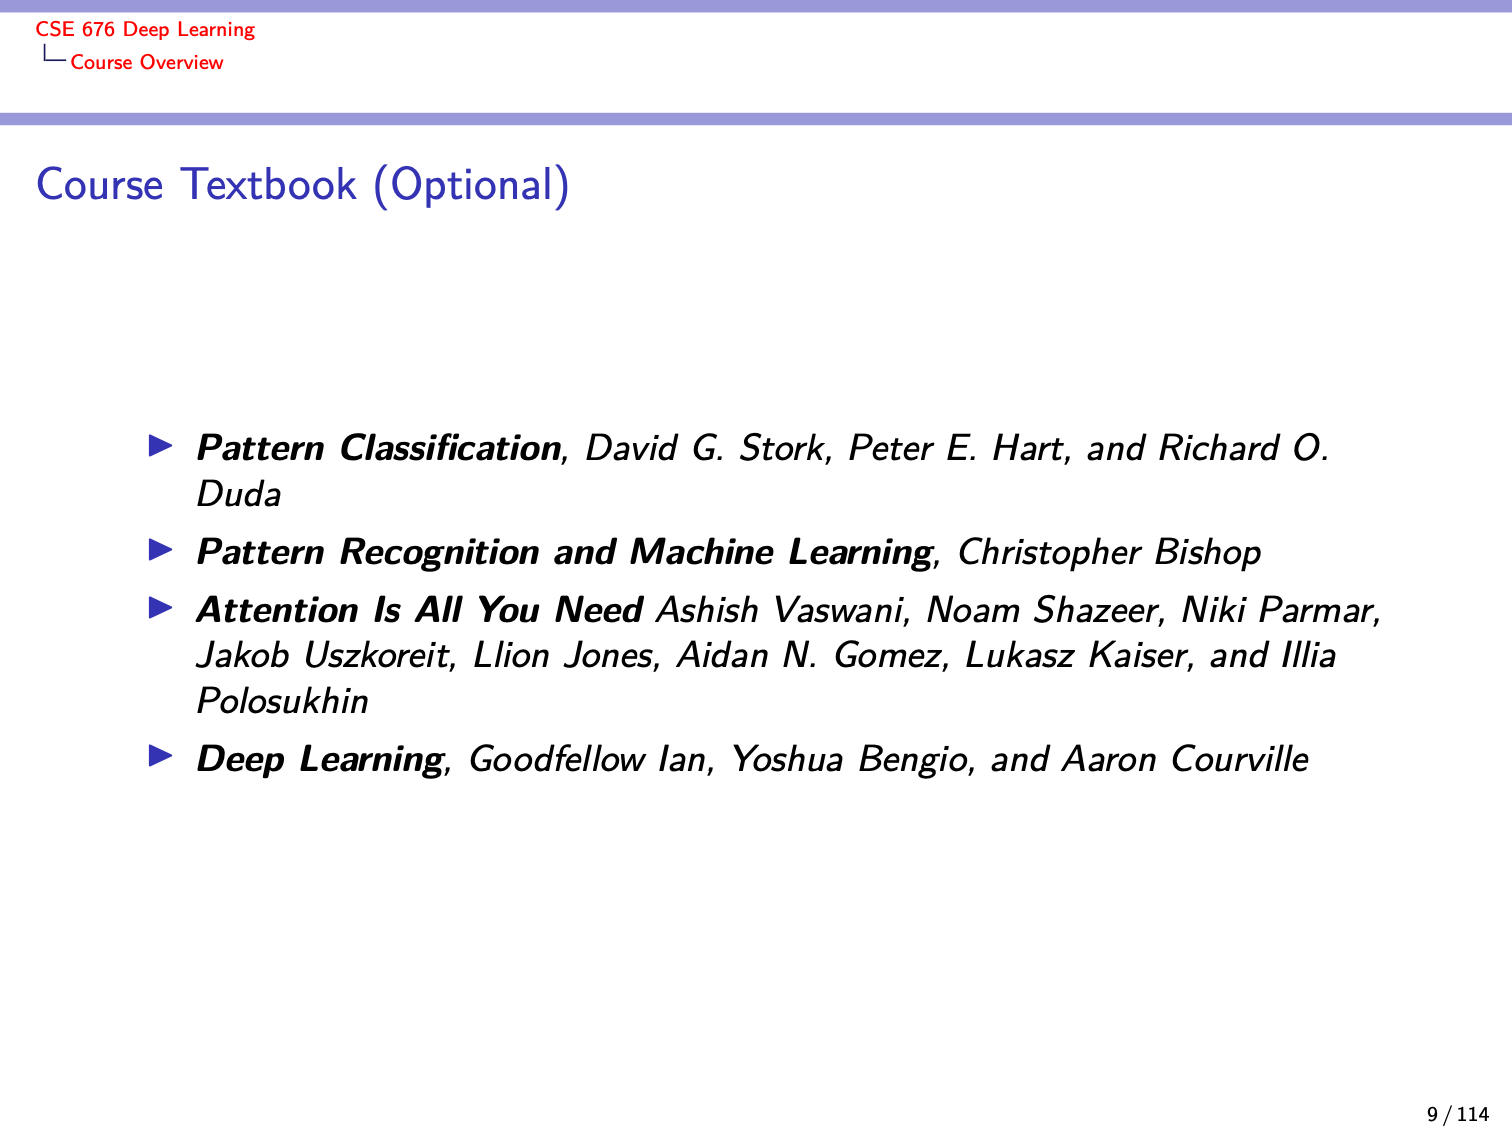 CSE 676 Deep Learning
Course Overview
Course Textbook (Optional)
Pattern Classification, David G. Stork, Peter E. Hart, and Richard O.
Duda
Pattern Recognition and Machine Learning, Christopher Bishop
Attention Is All You Need Ashish Vaswani, Noam Shazeer, Niki Parmar,
Jakob Uszkoreit, Llion Jones, Aidan N. Gomez, Lukasz Kaiser, and Illia
Polosukhin
Deep Learning, Goodfellow Ian, Yoshua Bengio, and Aaron Courville
9 / 114